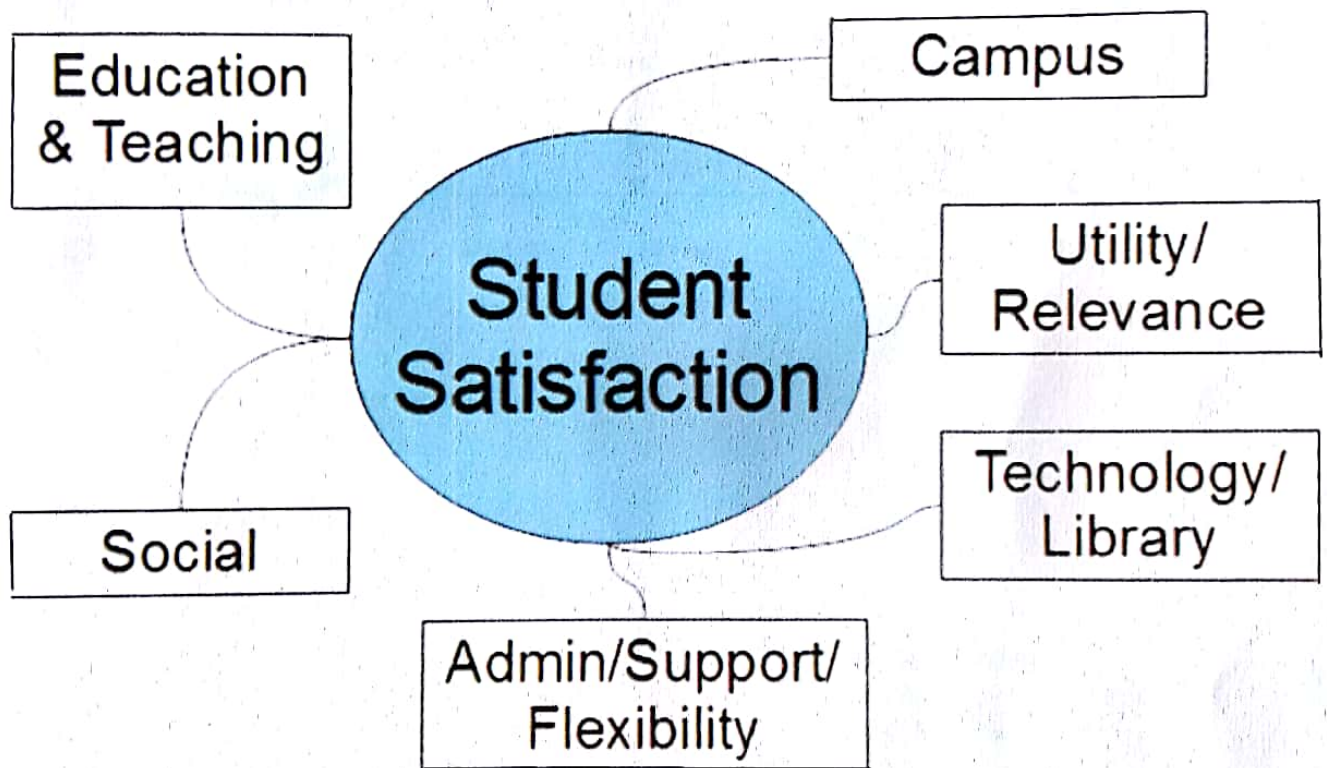 Education
& Teaching
Campus
Student
Satisfaction
Utility/
Relevance
Technology/
Library
Social
Admin/Support/
Flexibility